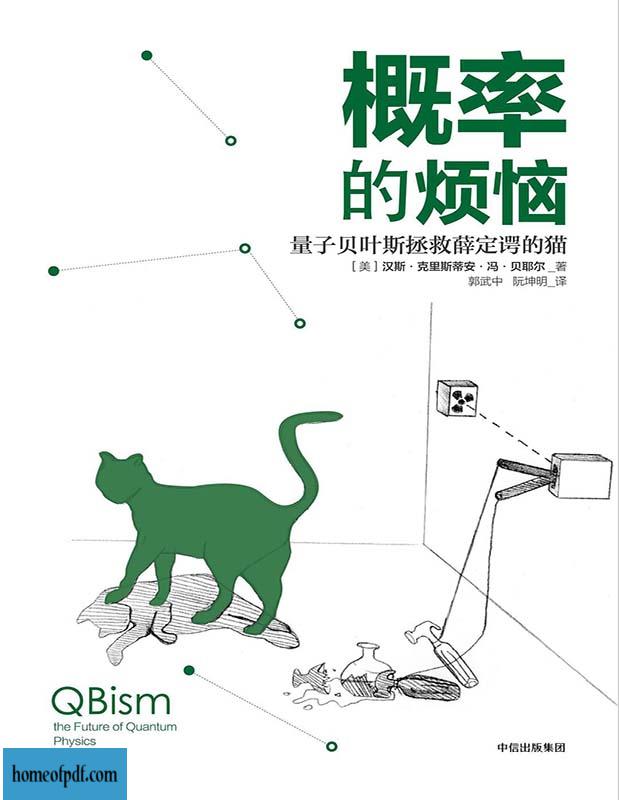 概率
的烦恼
量子贝叶斯拯救薛定谔的猫
[美] 汉斯·克里斯蒂安·冯·贝耶尔_著
郭武中 阮坤明_译
QBism
the Future of Quantum
Physics
中信出版集团
homeofpdf.com